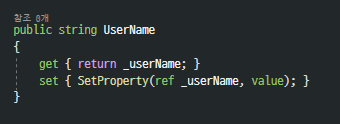 참조 0개
public string UserName
{
get { return _userName; }
set { SetProperty(ref _userName, value); }
}